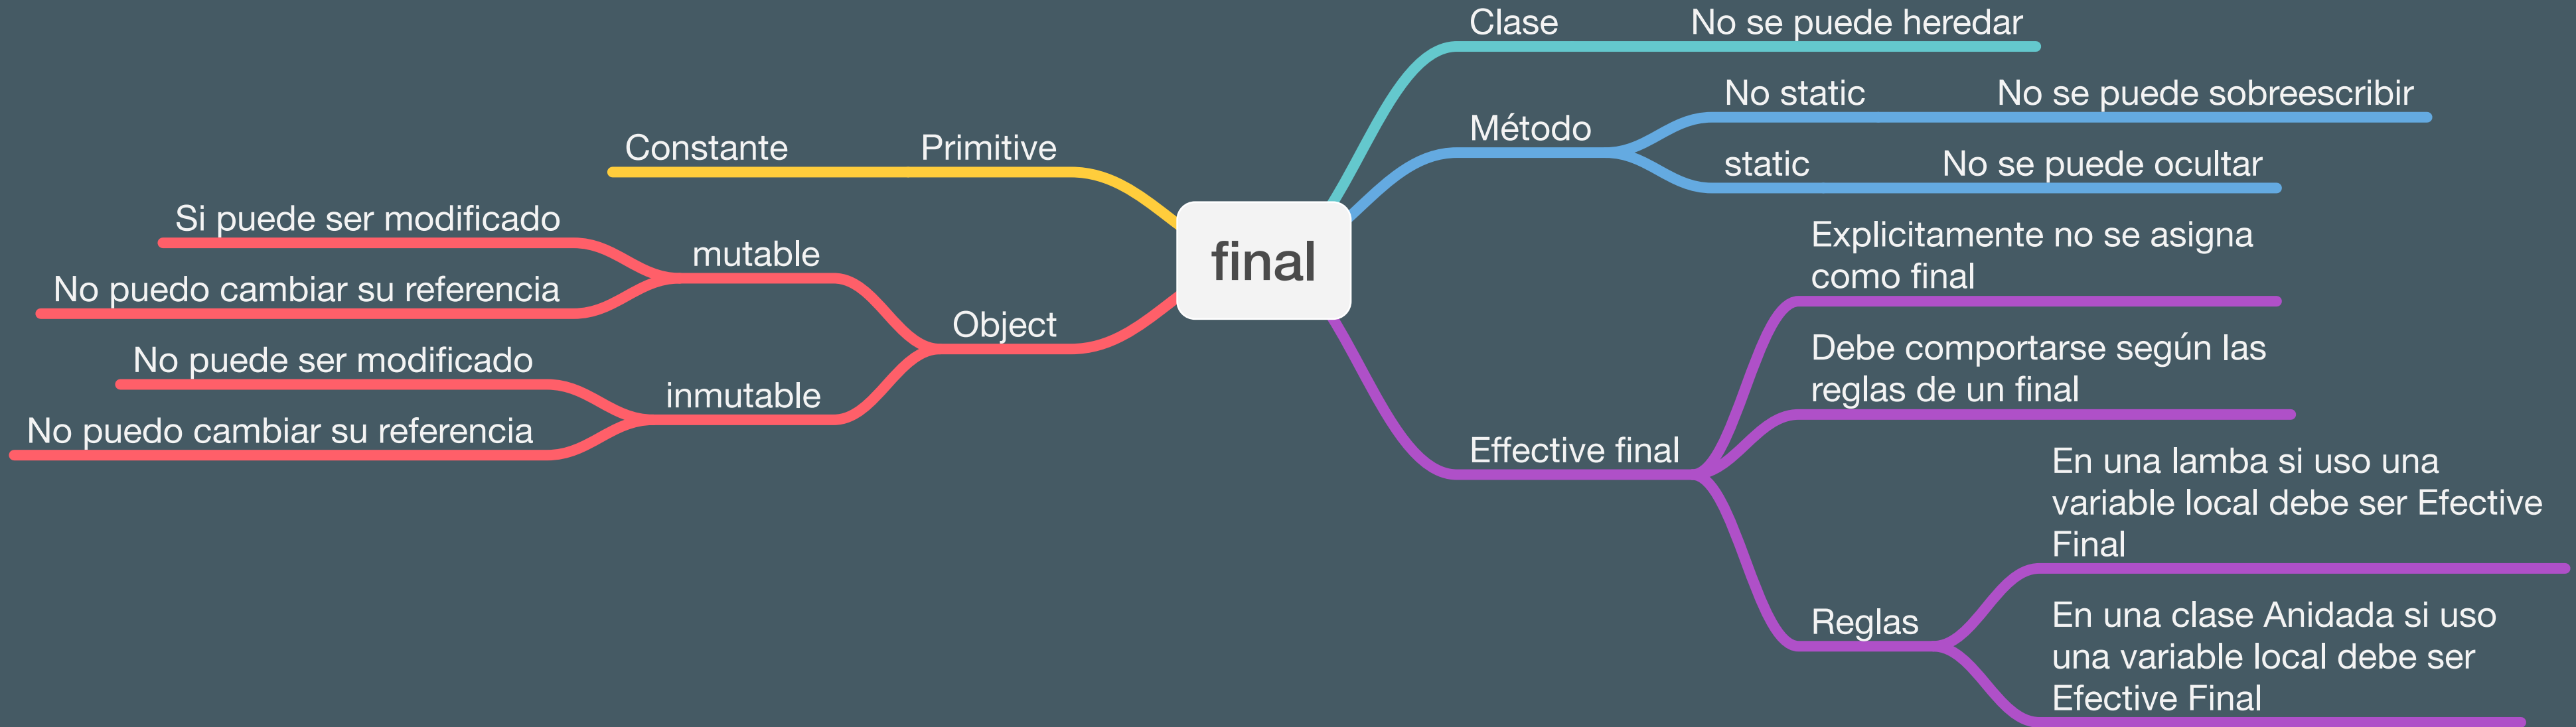 final
Clase
No se puede heredar
Método
No static
No se puede sobreescribir
static
No se puede ocultar
Effective final
Explicitamente no se asigna
como final
Debe comportarse según las
reglas de un final
Reglas
En una lamba si uso una
variable local debe ser Efective
Final
En una clase Anidada si uso
una variable local debe ser
Efective Final
Primitive
Constante
Object
mutable
Si puede ser modificado
No puedo cambiar su referencia
inmutable
No puede ser modificado
No puedo cambiar su referencia